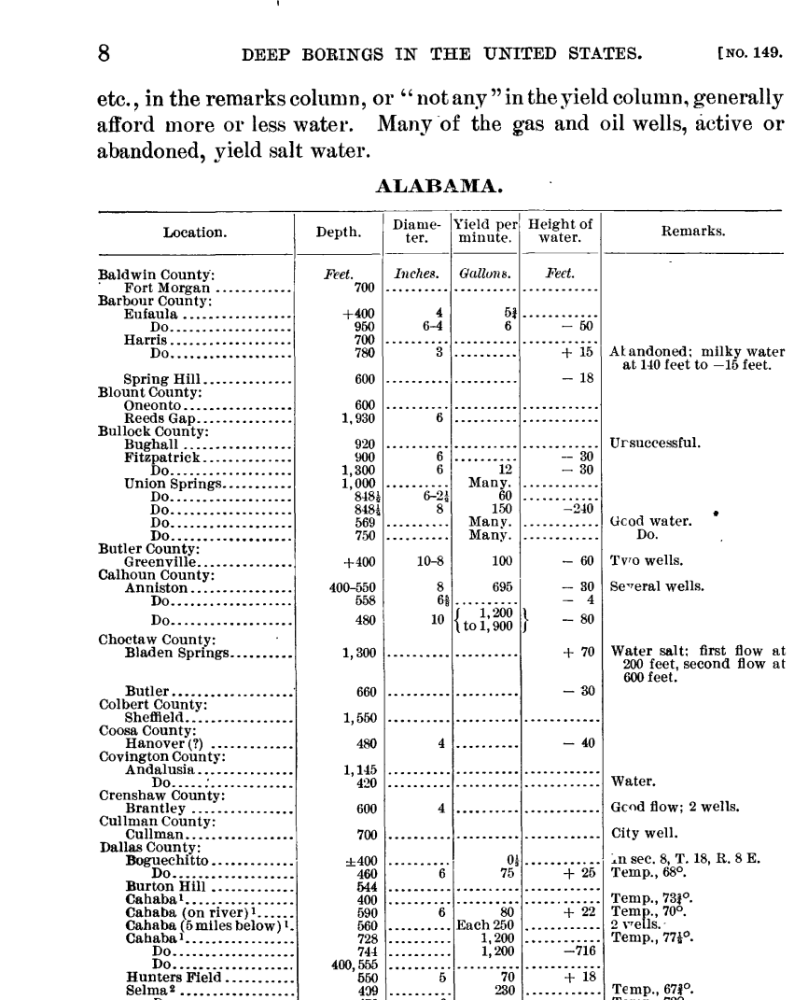 8 DEEP BORINGS IN THE UNITED STATES. [NO. 149.
etc., in the remarks column, or "not any" in the yield column, generally
afford more or less water. Many of the gas and oil wells, active or
abandoned, yield salt water.
ALABAMA.
Location. Depth. Diame-ter. Yield per minute. Height of water. Remarks.
Baldwin County: Feet. Inches. Gallons. Feet.
Fort Morgan 700
Barbour County:
Eufaula +400 4 5¾
Do 950 6-4 6 — 50
Harris 700
Do 780 3 + 15 Abandoned; milky water
at 140 feet to —15 feet.
Spring Hill 600 — 18
Blount County:
Oneonto 600
Reeds Gap 1,930 6
Bullock County:
Bughall 920 Unsuccessful.
Fitzpatrick 900 6 — 30
Do 1,300 6 12 — 30
Union Springs 1,000 Many.
Do 848½ 6-2½ 60
Do 848½ 8 150 —240
Do 569 Many. Good water.
Do 750 Many. Do.
Butler County:
Greenville +400 10-8 100 — 60 Two wells.
Calhoun County:
Anniston 400-550 8 695 — 30 Several wells.
Do 558 — 4
Do 480 10 { 1,200 to 1,900 } — 80
Choctaw County:
Bladen Springs 1,300 + 70 Water salt; first flow at
200 feet, second flow at
600 feet.
Butler 660 — 30
Colbert County:
Sheffield 1,550
Coosa County:
Hanover (?) 480 4 — 40
Covington County:
Andalusia 1,145
Do 420 Water.
Crenshaw County:
Brantley 600 4 Good flow; 2 wells.
Cullman County:
Cullman 700 City well.
Dallas County:
Boguechitto ±400 0½ In sec. 8, T. 18, R. 8 E.
Do 460 6 75 + 25 Temp., 68°.
Burton Hill 544
Cahaba¹ 400 Temp., 73¾°.
Cahaba (on river)¹ 590 6 80 + 22 Temp., 70°.
Cahaba (5 miles below)¹ 560 Each 250 2 wells.
Cahaba¹ 728 1,200 Temp., 77½°.
Do 744 1,200 —716
Do 400, 555
Hunters Field 550 5 70 + 18
Selma² 409 230 Temp., 67¾°.